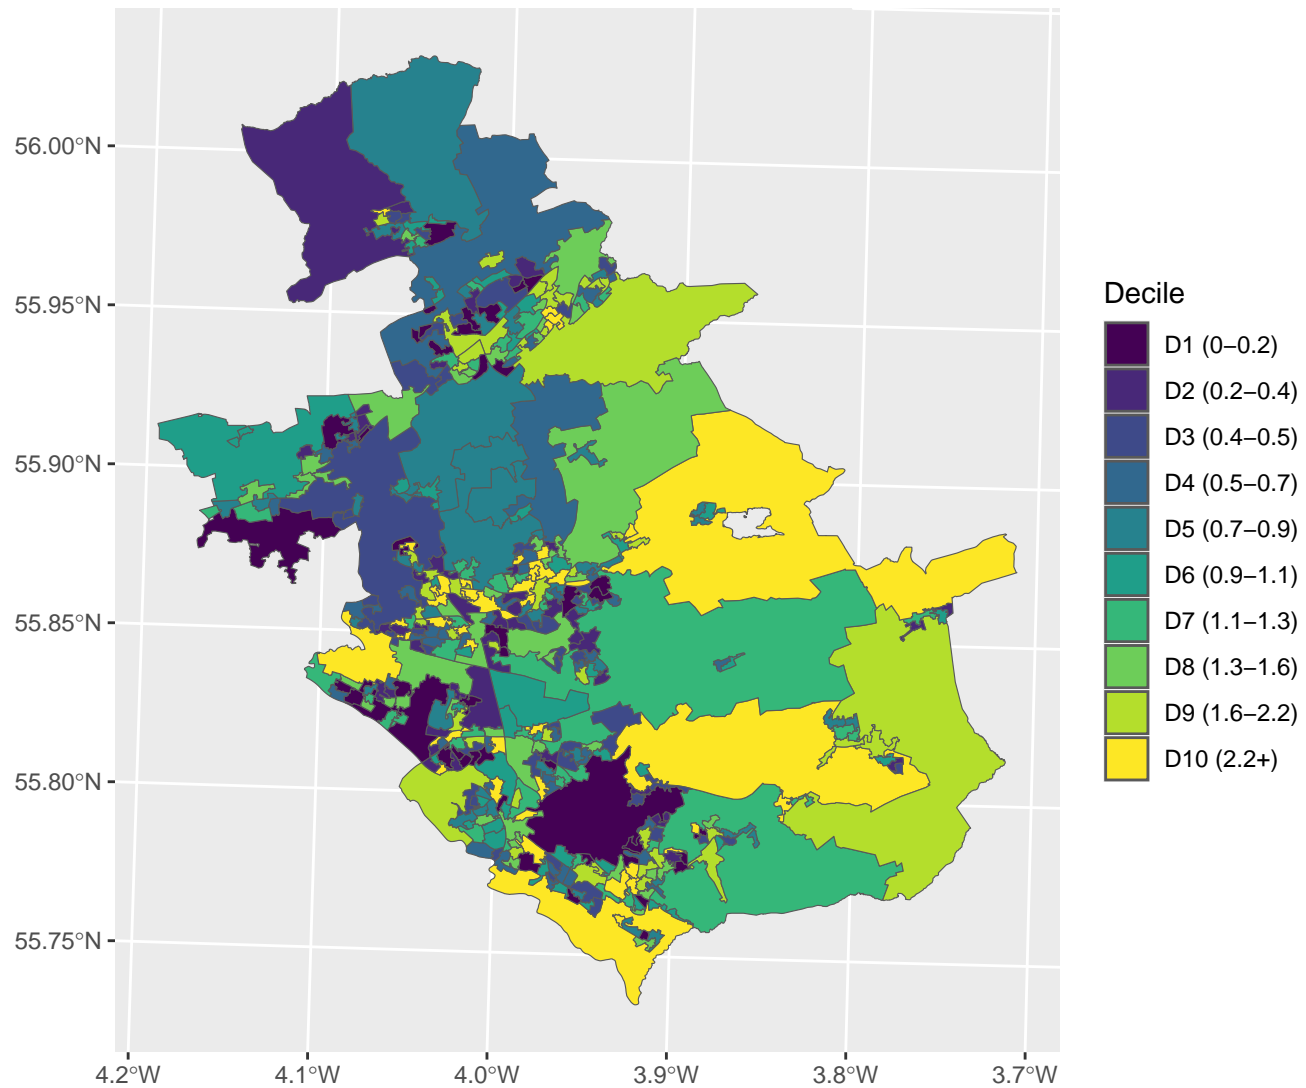 56.00°N
55.95°N
55.90°N
55.85°N
55.80°N
55.75°N
4.2°W
4.1°W
4.0°W
3.9°W
3.8°W
3.7°W
Decile
D1 (0–0.2)
D2 (0.2–0.4)
D3 (0.4–0.5)
D4 (0.5–0.7)
D5 (0.7–0.9)
D6 (0.9–1.1)
D7 (1.1–1.3)
D8 (1.3–1.6)
D9 (1.6–2.2)
D10 (2.2+)